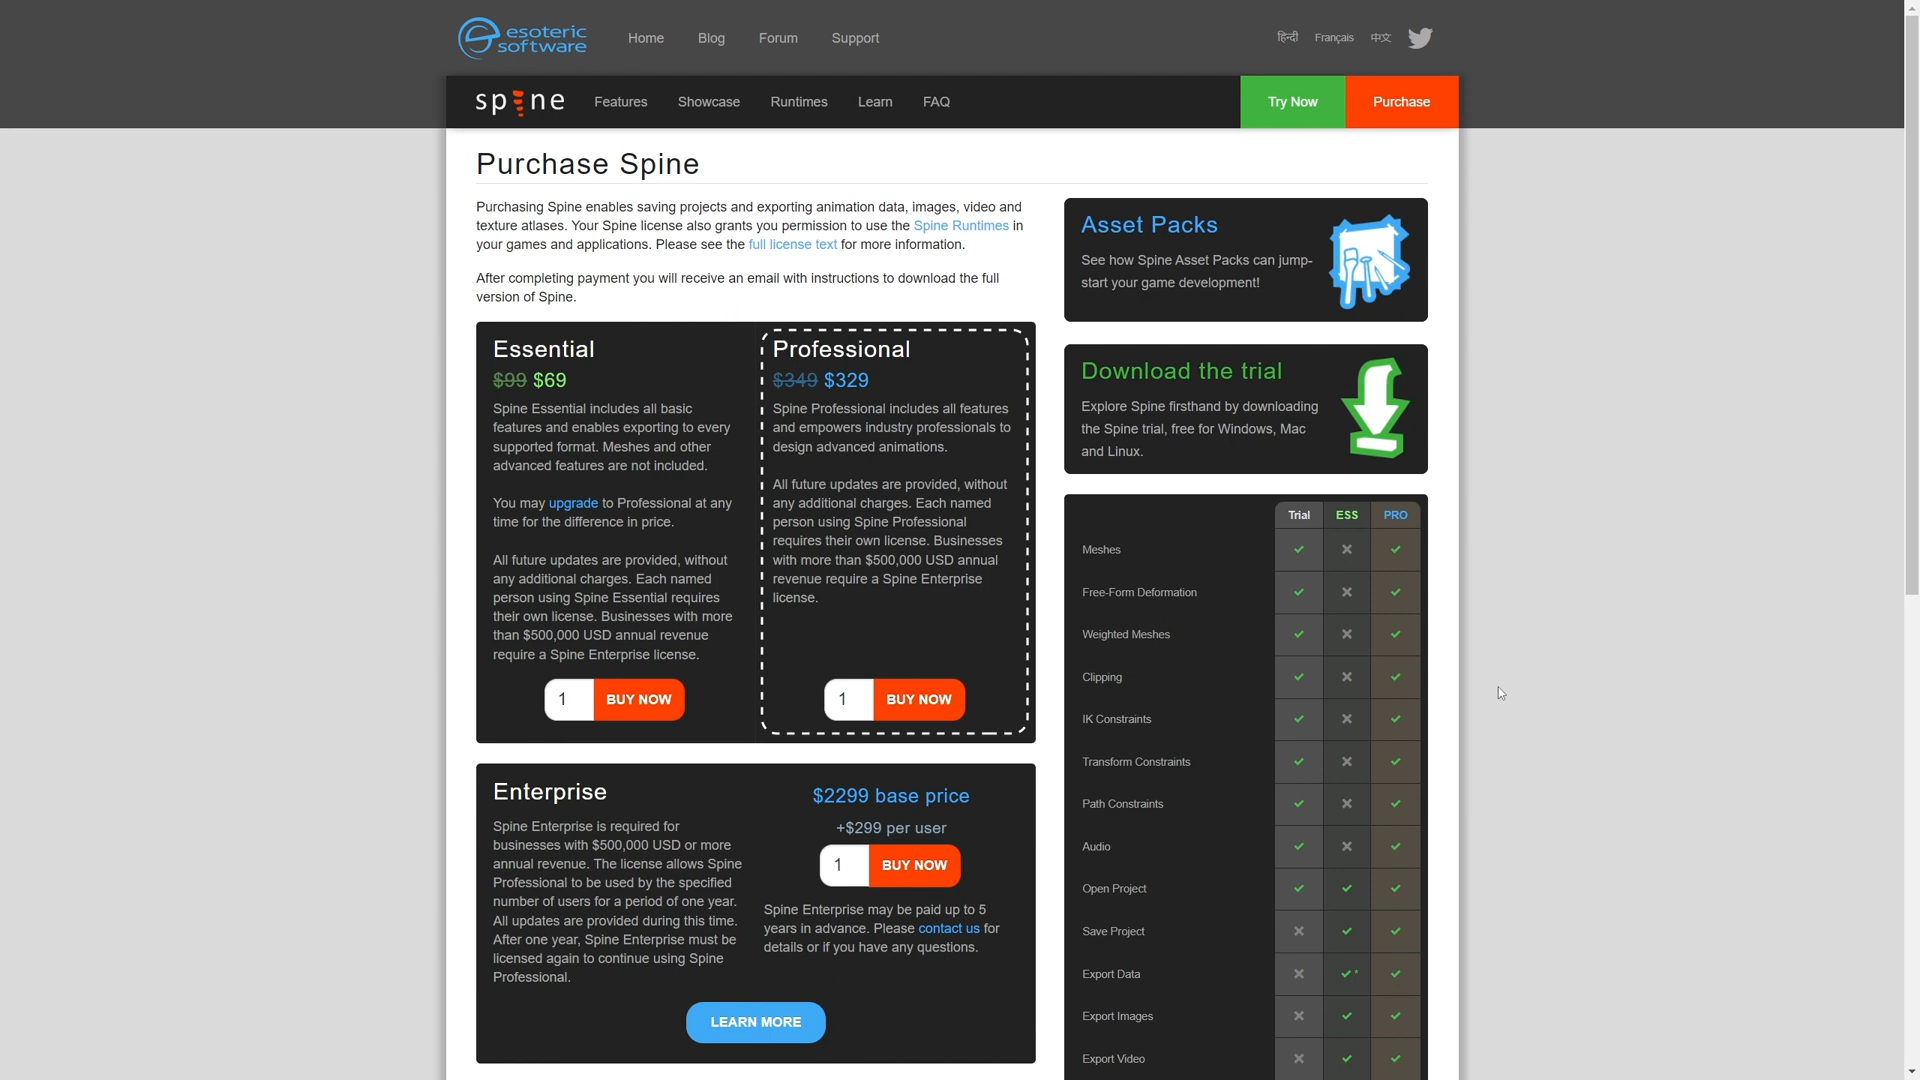 esoteric
software
Home
Blog
Forum
Support
हिन्दी
Français
中文
spine
Features
Showcase
Runtimes
Learn
FAQ
Try Now
Purchase
Purchase Spine
Purchasing Spine enables saving projects and exporting animation data, images, video and
texture atlases. Your Spine license also grants you permission to use the Spine Runtimes in
your games and applications. Please see the full license text for more information.
After completing payment you will receive an email with instructions to download the full
version of Spine.
Essential
$99 $69
Spine Essential includes all basic
features and enables exporting to every
supported format. Meshes and other
advanced features are not included.
You may upgrade to Professional at any
time for the difference in price.
All future updates are provided, without
any additional charges. Each named
person using Spine Essential requires
their own license. Businesses with more
than $500,000 USD annual revenue
require a Spine Enterprise license.
1
BUY NOW
Professional
$349 $329
Spine Professional includes all features
and empowers industry professionals to
design advanced animations.
All future updates are provided, without
any additional charges. Each named
person using Spine Professional
requires their own license. Businesses
with more than $500,000 USD annual
revenue require a Spine Enterprise
license.
1
BUY NOW
Enterprise
Spine Enterprise is required for
businesses with $500,000 USD or more
annual revenue. The license allows Spine
Professional to be used by the specified
number of users for a period of one year.
All updates are provided during this time.
After one year, Spine Enterprise must be
licensed again to continue using Spine
Professional.
$2299 base price
+$299 per user
1
BUY NOW
Spine Enterprise may be paid up to 5
years in advance. Please contact us for
details or if you have any questions.
LEARN MORE
Asset Packs
See how Spine Asset Packs can jump-
start your game development!
Download the trial
Explore Spine firsthand by downloading
the Spine trial, free for Windows, Mac
and Linux.
Trial ESS PRO
Meshes
Free-Form Deformation
Weighted Meshes
Clipping
IK Constraints
Transform Constraints
Path Constraints
Audio
Open Project
Save Project
Export Data *
Export Images
Export Video